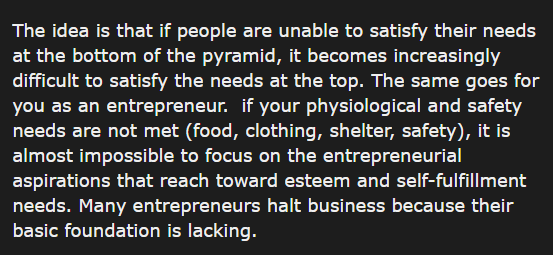 The idea is that if people are unable to satisfy their needs
at the bottom of the pyramid, it becomes increasingly
difficult to satisfy the needs at the top. The same goes for
you as an entrepreneur.  if your physiological and safety
needs are not met (food, clothing, shelter, safety), it is
almost impossible to focus on the entrepreneurial
aspirations that reach toward esteem and self-fulfillment
needs. Many entrepreneurs halt business because their
basic foundation is lacking.